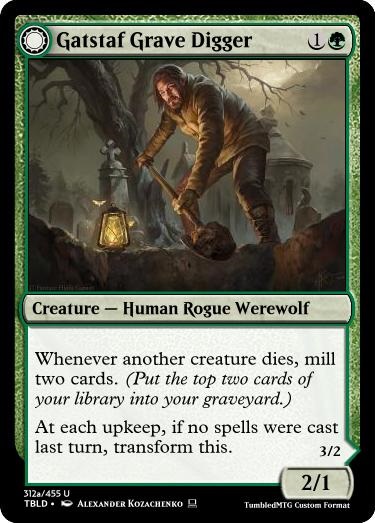 Gatstaf Grave Digger 1
Creature — Human Rogue Werewolf
Whenever another creature dies, mill
two cards. (Put the top two cards of
your library into your graveyard.)
At each upkeep, if no spells were cast
last turn, transform this.
3/2
2/1
312a/455 U
TBLD • Alexander Kozachenko
TumbledMTG Custom Format